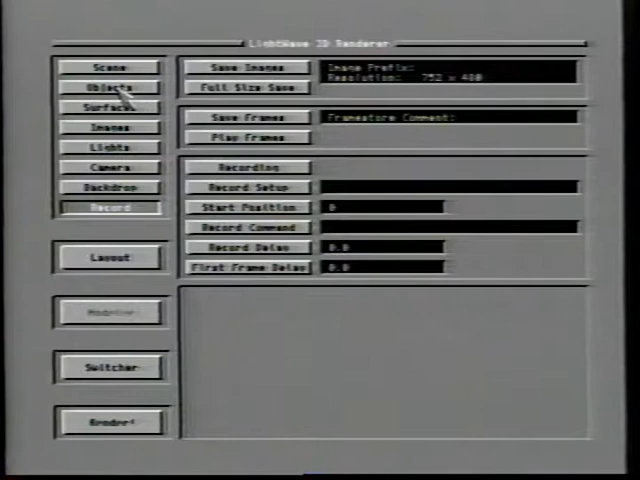 LightWave 3D Renderer
Scene
Objects
Surfaces
Images
Lights
Camera
Backdrop
Record
Layout
Modeler
Switcher
Render
Save Images
Image Prefix:
Full Size Save
Resolution: 752 x 480
Save Frames
Framestore Comment:
Play Frames
Recording
Record Setup
Start Position
0
Record Command
Record Delay
0.0
First Frame Delay
0.0